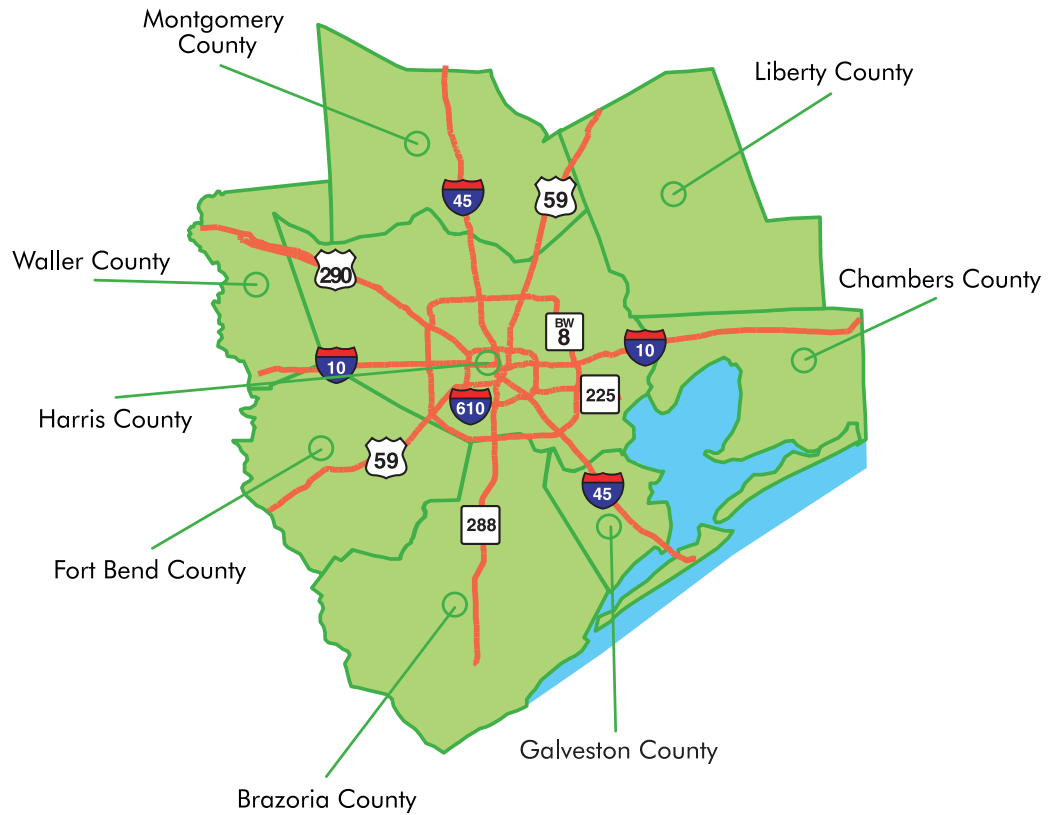 Montgomery
County
Liberty County
45
59
Waller County
290
Chambers County
BW
8
10
10
Harris County
610
225
59
45
288
Fort Bend County
Galveston County
Brazoria County